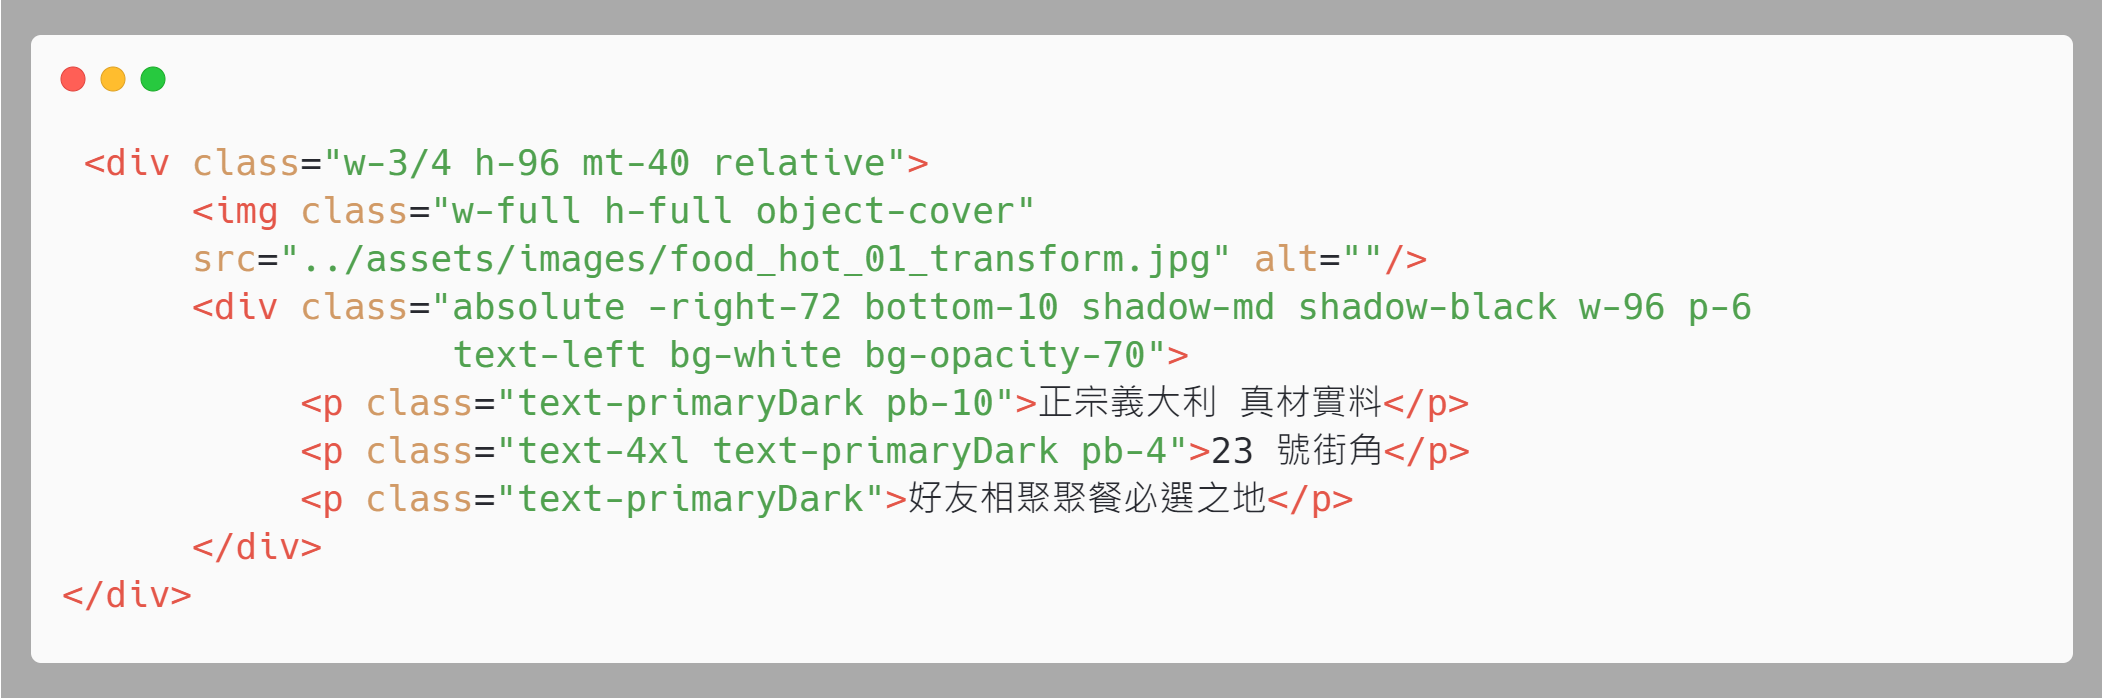 <div class="w-3/4 h-96 mt-40 relative">
<img class="w-full h-full object-cover"
src="../assets/images/food_hot_01_transform.jpg" alt=""/>
<div class="absolute -right-72 bottom-10 shadow-md shadow-black w-96 p-6
text-left bg-white bg-opacity-70">
<p class="text-primaryDark pb-10">正宗義大利 真材實料</p>
<p class="text-4xl text-primaryDark pb-4">23 號街角</p>
<p class="text-primaryDark">好友相聚聚餐必選之地</p>
</div>
</div>